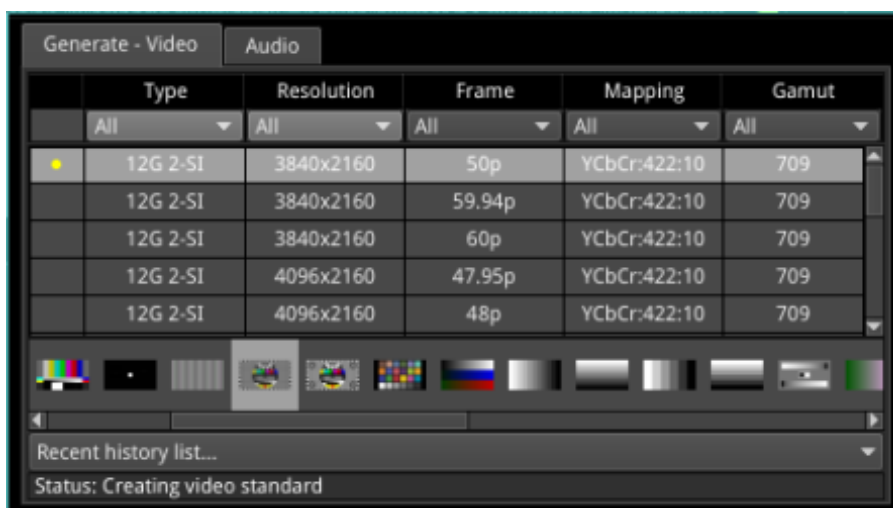 Generate - Video Audio
Type Resolution Frame Mapping Gamut
All All All All All
12G 2-SI 3840x2160 50p YCbCr:422:10 709
12G 2-SI 3840x2160 59.94p YCbCr:422:10 709
12G 2-SI 3840x2160 60p YCbCr:422:10 709
12G 2-SI 4096x2160 47.95p YCbCr:422:10 709
12G 2-SI 4096x2160 48p YCbCr:422:10 709
Recent history list...
Status: Creating video standard